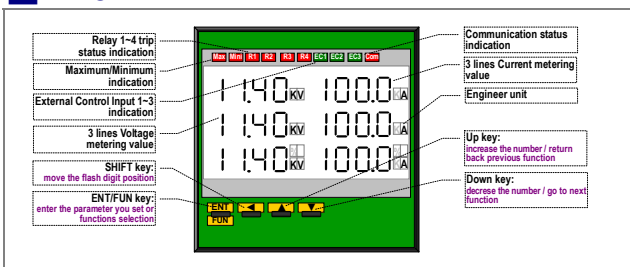 Relay 1~4 trip
status indication
Maximum/Minimum
indication
External Control Input 1~3
indication
3 lines Voltage
metering value
SHIFT key:
move the flash digit position
ENT/FUN key:
enter the parameter you set or
functions selection
Max Mini R1 R2 R3 R4 EC1 EC2 EC3 Com
11.40 KV 100.0 KA
11.40 KV 100.0 KA
11.40 KV 100.0 KA
ENT
FUN
Communication status
indication
3 lines Current metering
value
Engineer unit
Up key:
increase the number / return
back previous function
Down key:
decrese the number / go to next
function